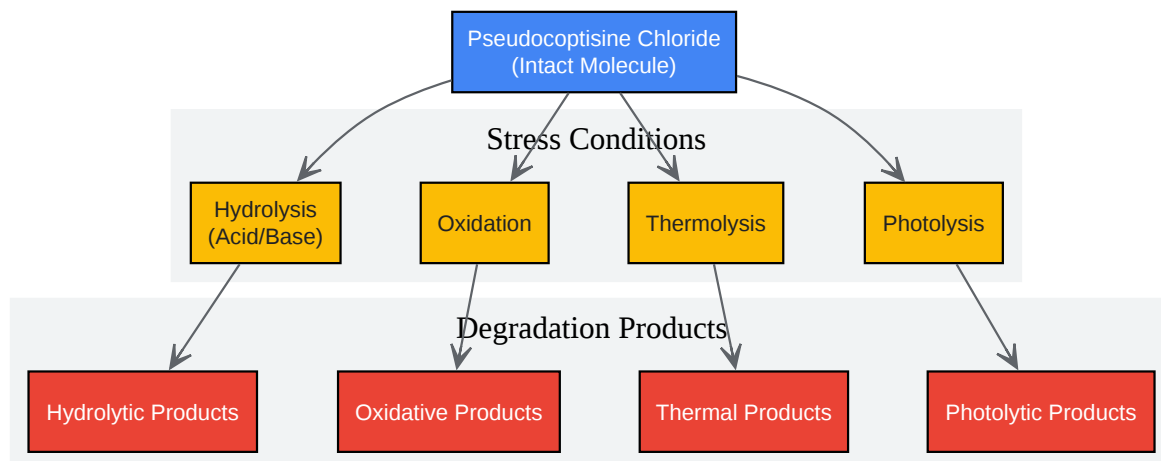 Pseudocoptisine Chloride
(Intact Molecule)
Stress Conditions
Hydrolysis
(Acid/Base)
Oxidation
Thermolysis
Photolysis
Degradation Products
Hydrolytic Products
Oxidative Products
Thermal Products
Photolytic Products